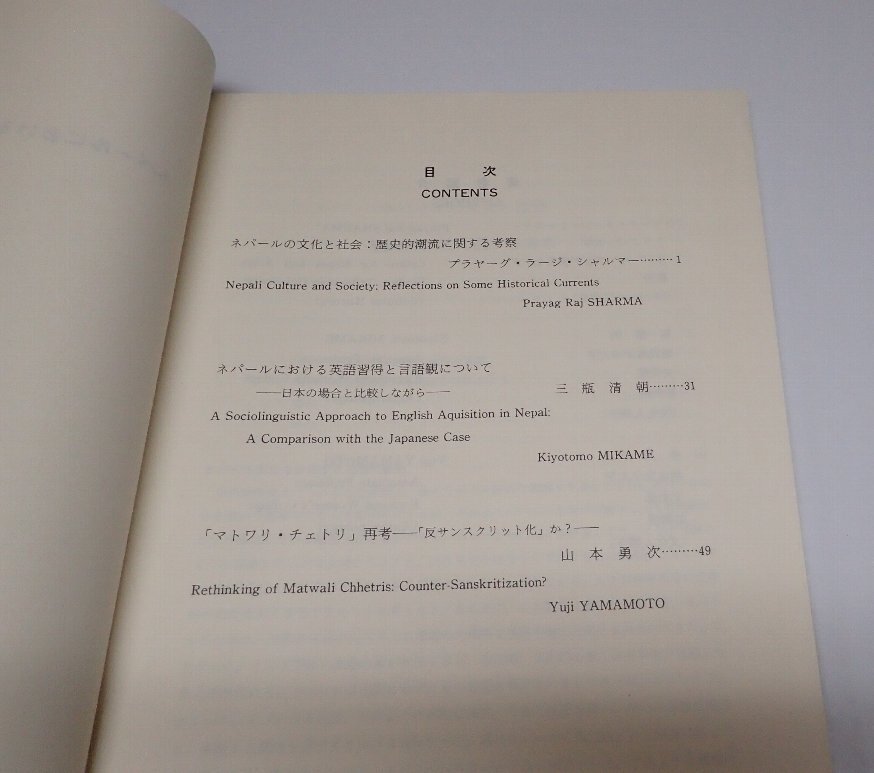 目 次
CONTENTS
ネパールの文化と社会：歴史的潮流に関する考察
プラヤーグ・ラージ・シャルマー………1
Nepali Culture and Society: Reflections on Some Historical Currents
Prayag Raj SHARMA
ネパールにおける英語習得と言語観について
——日本の場合と比較しながら——
三 瓶 清 朝………31
A Sociolinguistic Approach to English Aquisition in Nepal:
A Comparison with the Japanese Case
Kiyotomo MIKAME
「マトワリ・チェトリ」再考——「反サンスクリット化」か？——
山 本 勇 次………49
Rethinking of Matwali Chhetris: Counter-Sanskritization?
Yuji YAMAMOTO